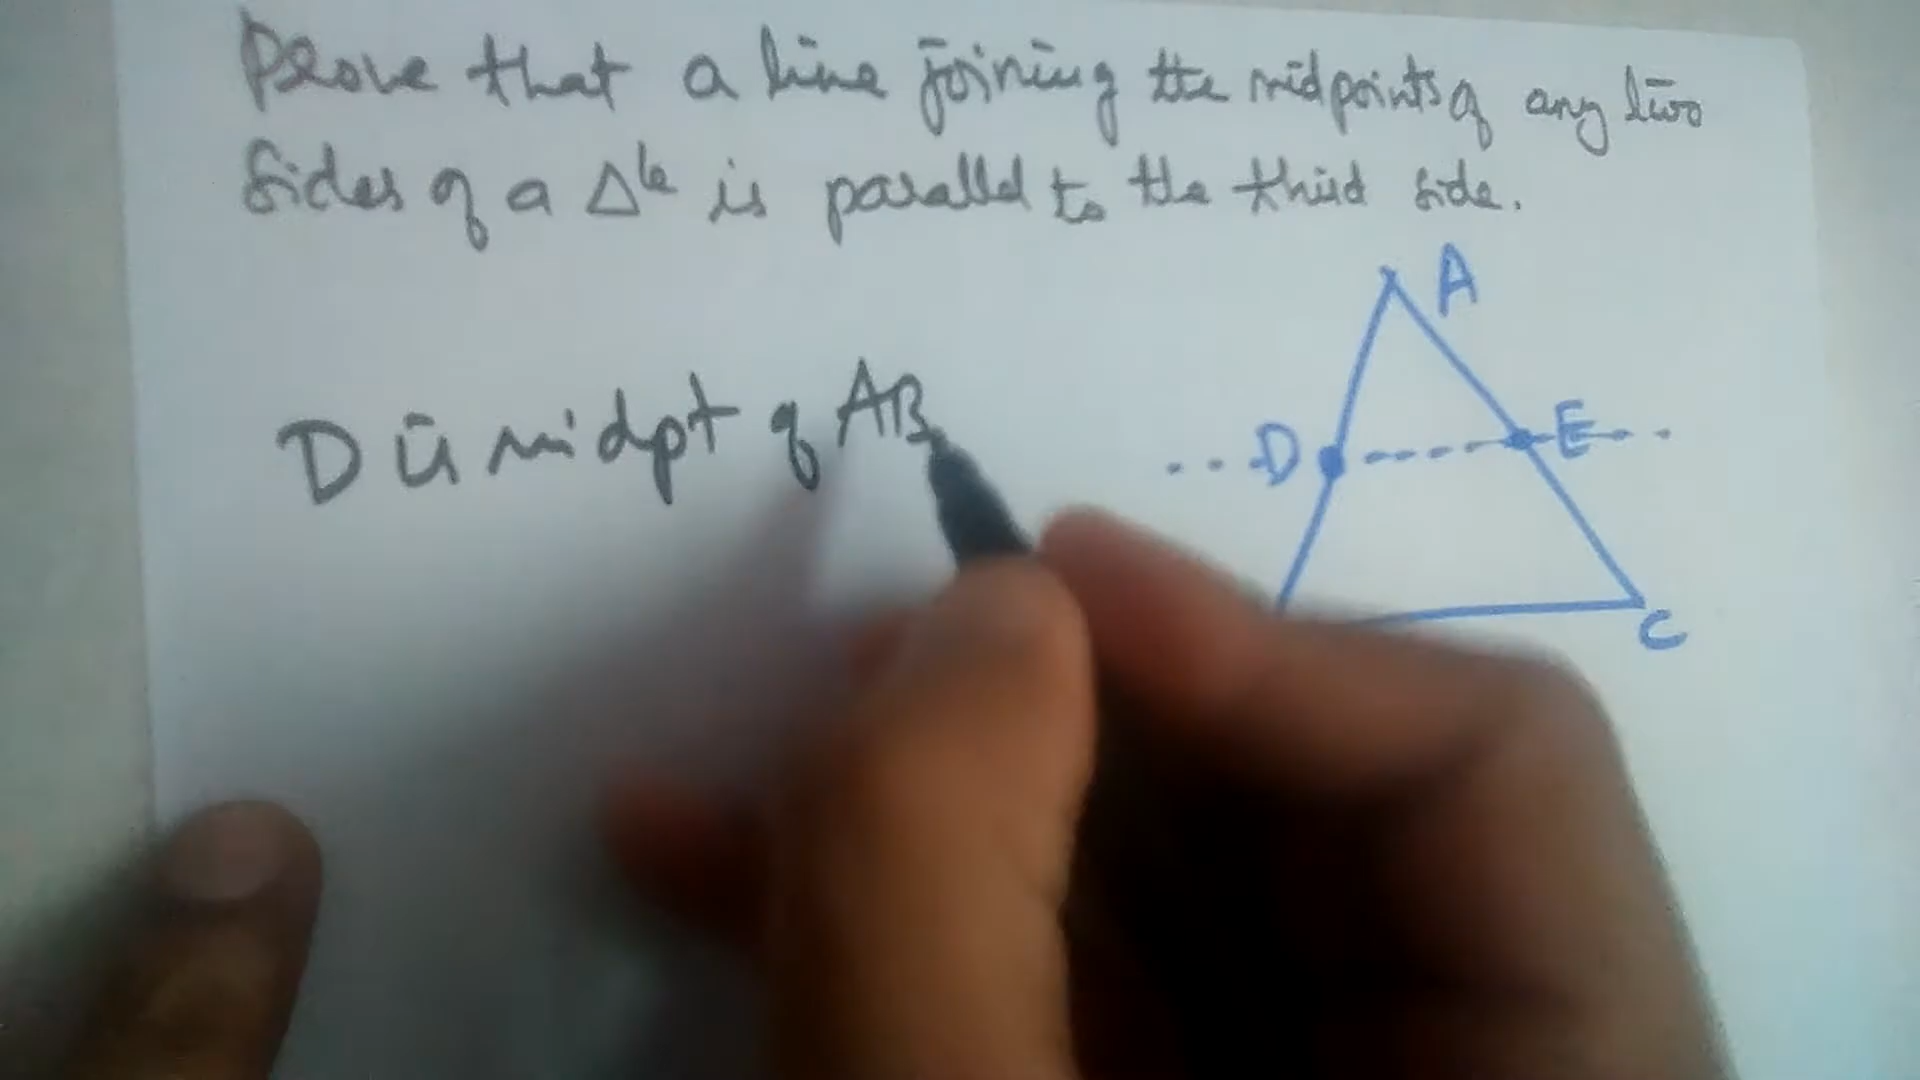 Prove that a line joining the midpoints of any two
sides of a Δle is parallel to the third side.
A
D is midpt of AB
D
E
C